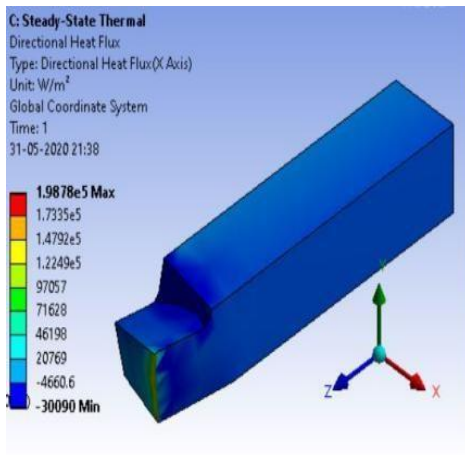 C: Steady-State Thermal
Directional Heat Flux
Type: Directional Heat Flux(X Axis)
Unit: W/m²
Global Coordinate System
Time: 1
31-05-2020 21:38
1.9878e5 Max
1.7335e5
1.4792e5
1.2249e5
97057
71628
46198
20769
-4660.6
-30090 Min
Y
Z
X